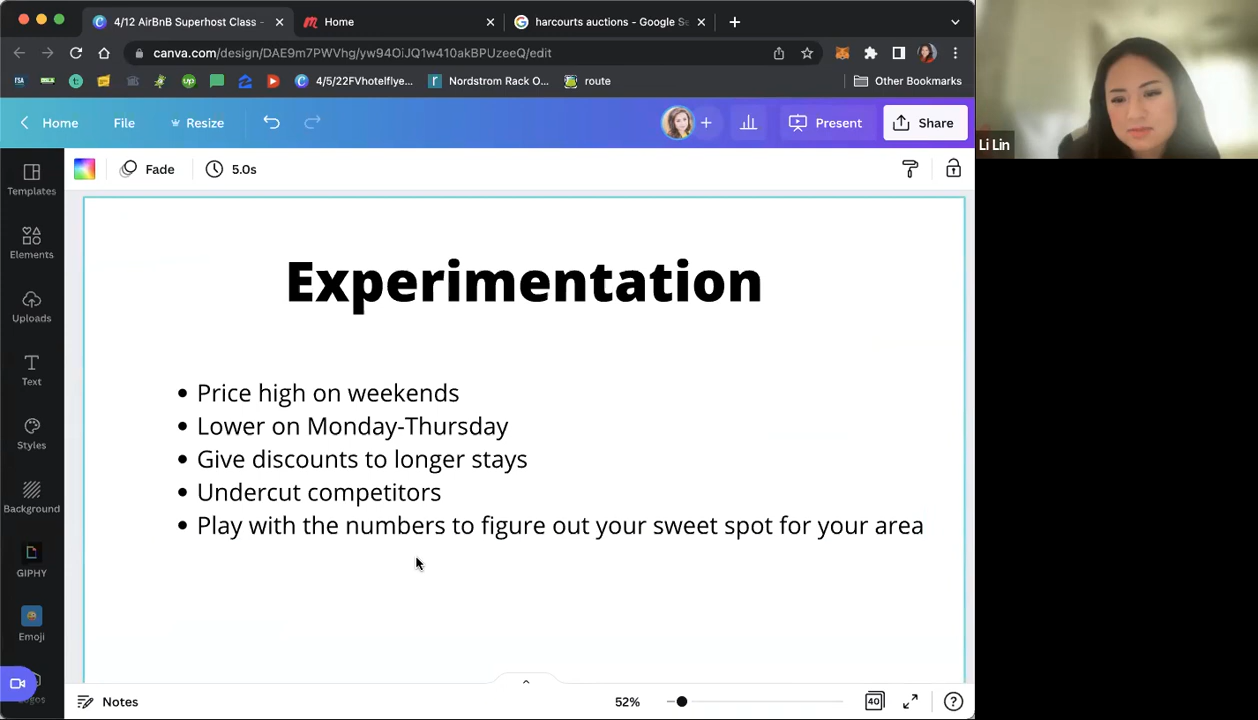 4/12 AirBnB Superhost Class -
Home
harcourts auctions - Google Se
canva.com/design/DAE9m7PWVhg/yw94OiJQ1w410akBPUzeeQ/edit
4/5/22FVhotelflye...
Nordstrom Rack O...
route
Other Bookmarks
Li Lin
Home
File
Resize
Present
Share
Fade
5.0s
Templates
Elements
Uploads
Text
Styles
Background
GIPHY
Emoji
Experimentation
• Price high on weekends
• Lower on Monday-Thursday
• Give discounts to longer stays
• Undercut competitors
• Play with the numbers to figure out your sweet spot for your area
Notes
52%
40